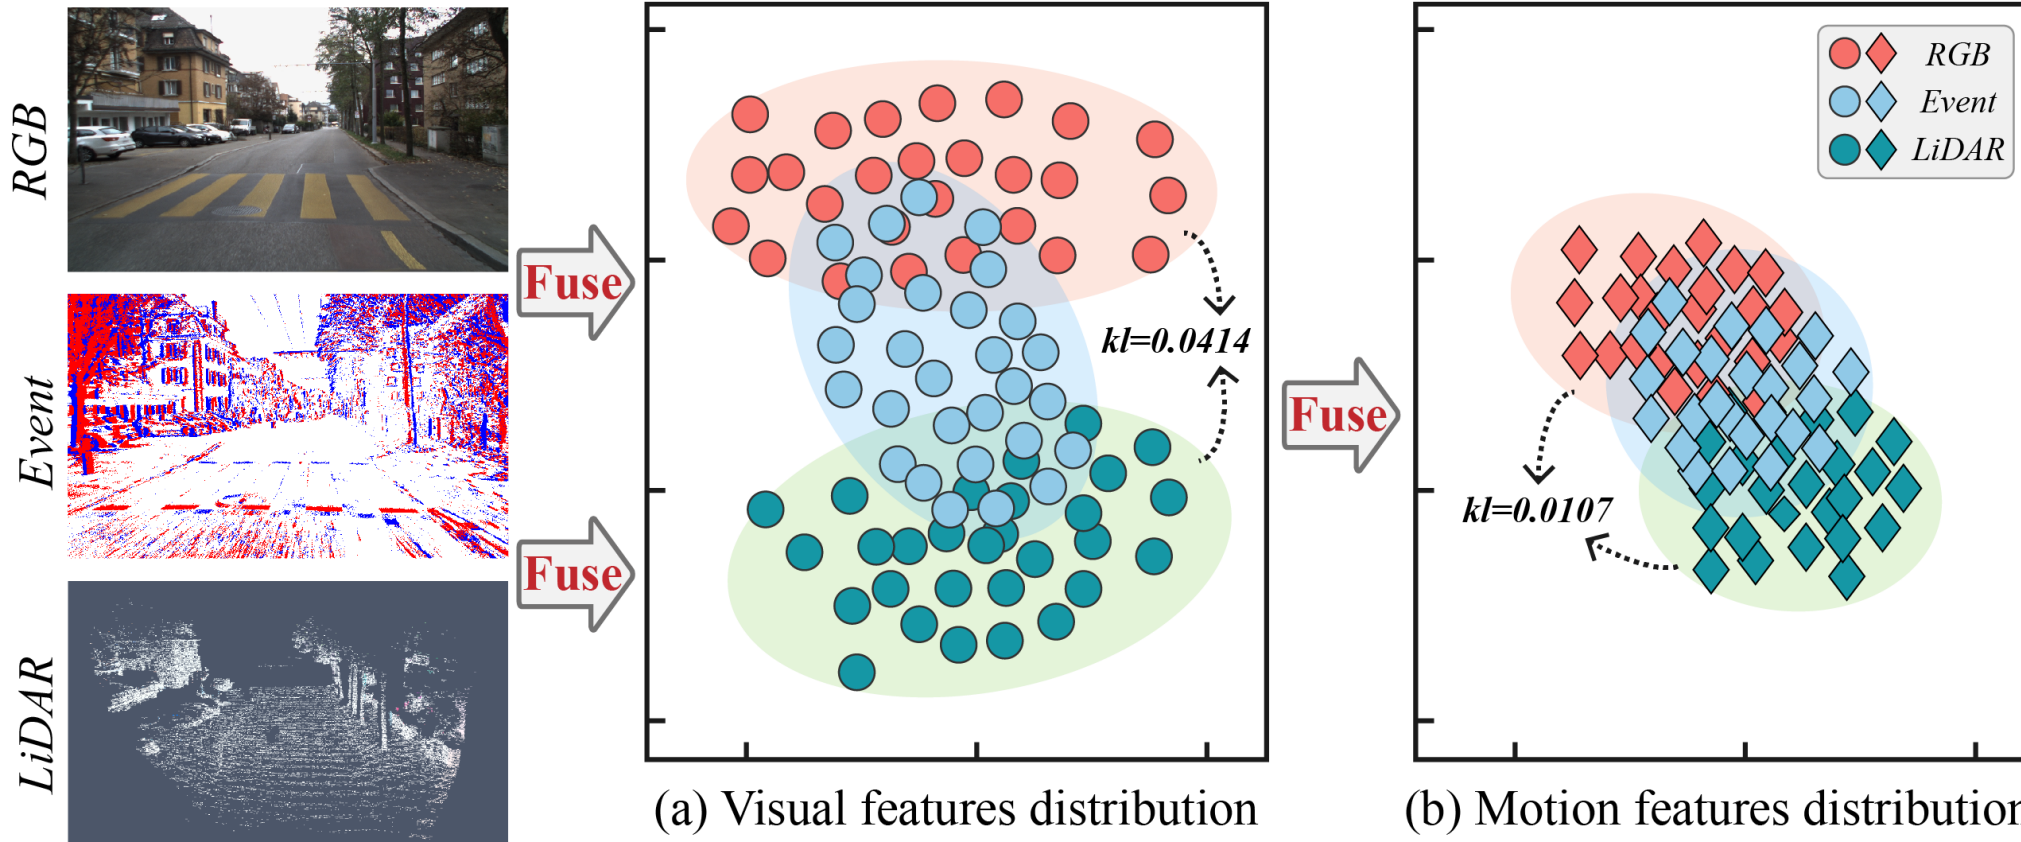 RGB
Event
LiDAR
Fuse
Fuse
kl=0.0414
(a) Visual features distribution
Fuse
RGB
Event
LiDAR
kl=0.0107
(b) Motion features distribution